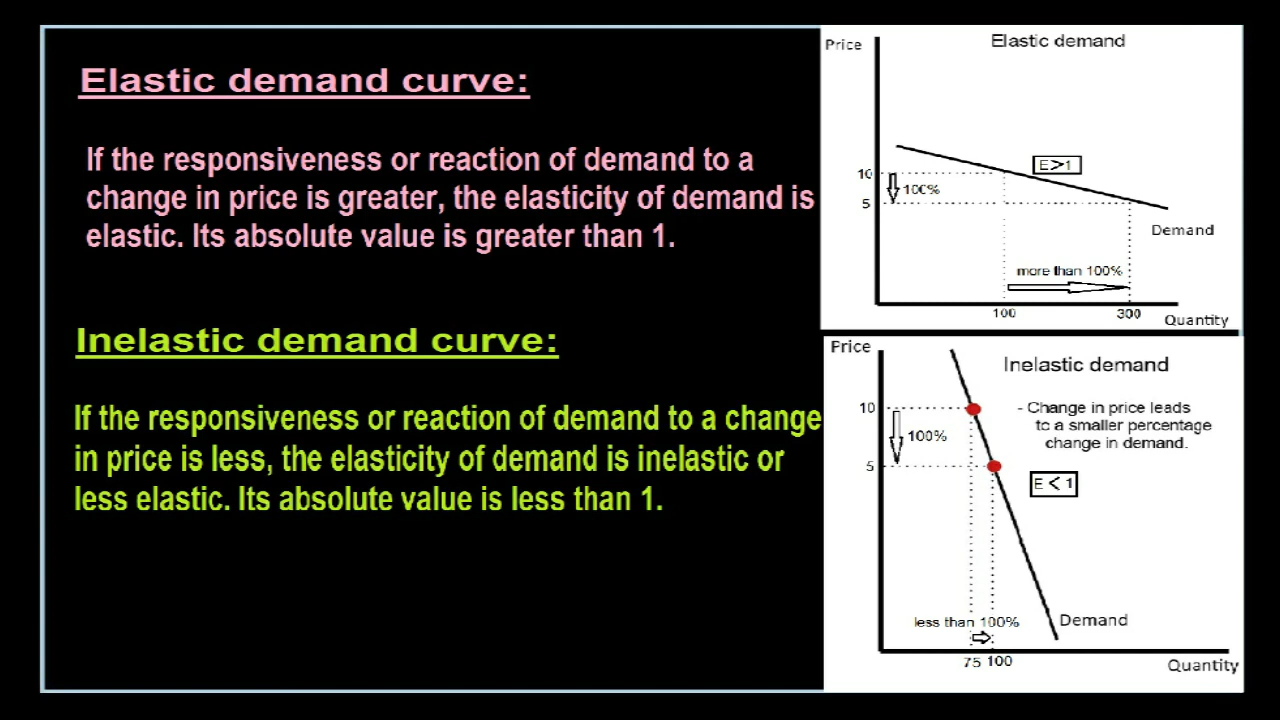 Elastic demand curve:
If the responsiveness or reaction of demand to a
change in price is greater, the elasticity of demand is
elastic. Its absolute value is greater than 1.
Inelastic demand curve:
If the responsiveness or reaction of demand to a change
in price is less, the elasticity of demand is inelastic or
less elastic. Its absolute value is less than 1.
Price
Elastic demand
E>1
10
100%
5
Demand
more than 100%
100 300
Quantity
Price
Inelastic demand
10
- Change in price leads
to a smaller percentage
change in demand.
100%
5
E < 1
Demand
less than 100%
75 100
Quantity